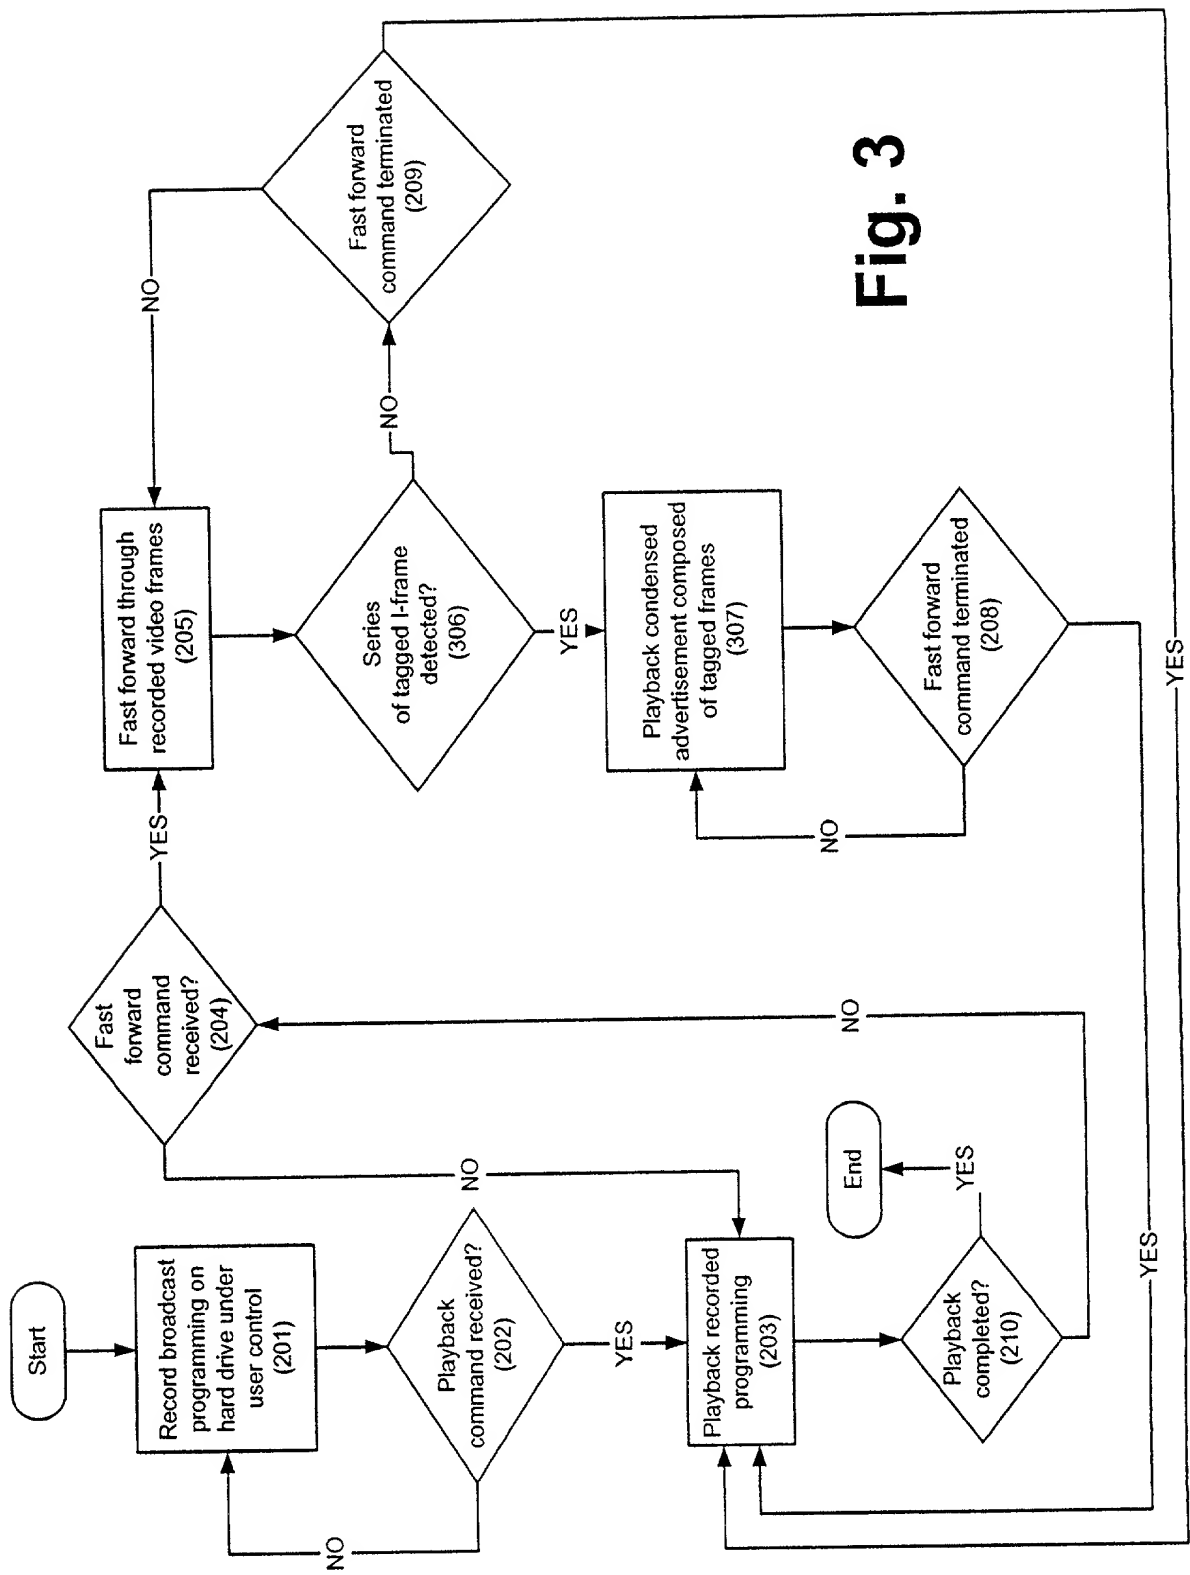 Start
Record broadcast
programming on
hard drive under
user control
(201)
NO
Playback
command received?
(202)
YES
Playback recorded
programming
(203)
Playback
completed?
(210)
YES
End
NO
Fast
forward
command
received?
(204)
NO
YES
Fast forward through
recorded video frames
(205)
Series
of tagged I-frame
detected?
(306)
YES
Playback condensed
advertisement composed
of tagged frames
(307)
Fast forward
command terminated
(208)
NO
YES
NO
Fast forward
command terminated
(209)
NO
YES
Fig. 3